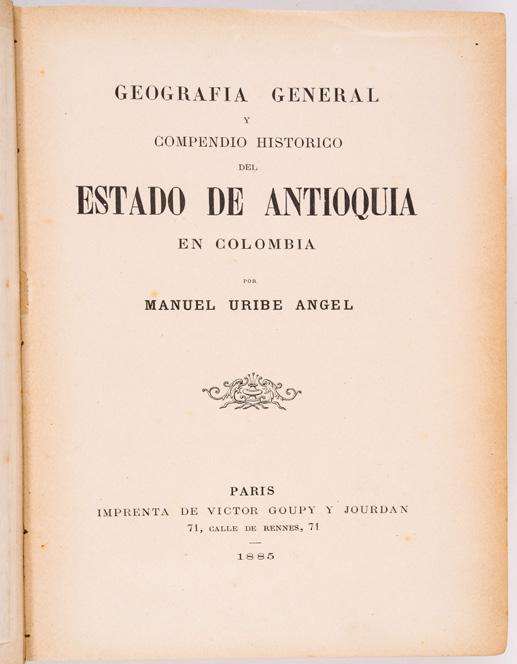 GEOGRAFIA GENERAL
Y
COMPENDIO HISTORICO
DEL
ESTADO DE ANTIOQUIA
EN COLOMBIA
POR
MANUEL URIBE ANGEL
PARIS
IMPRENTA DE VICTOR GOUPY Y JOURDAN
71, CALLE DE RENNES, 71
1885